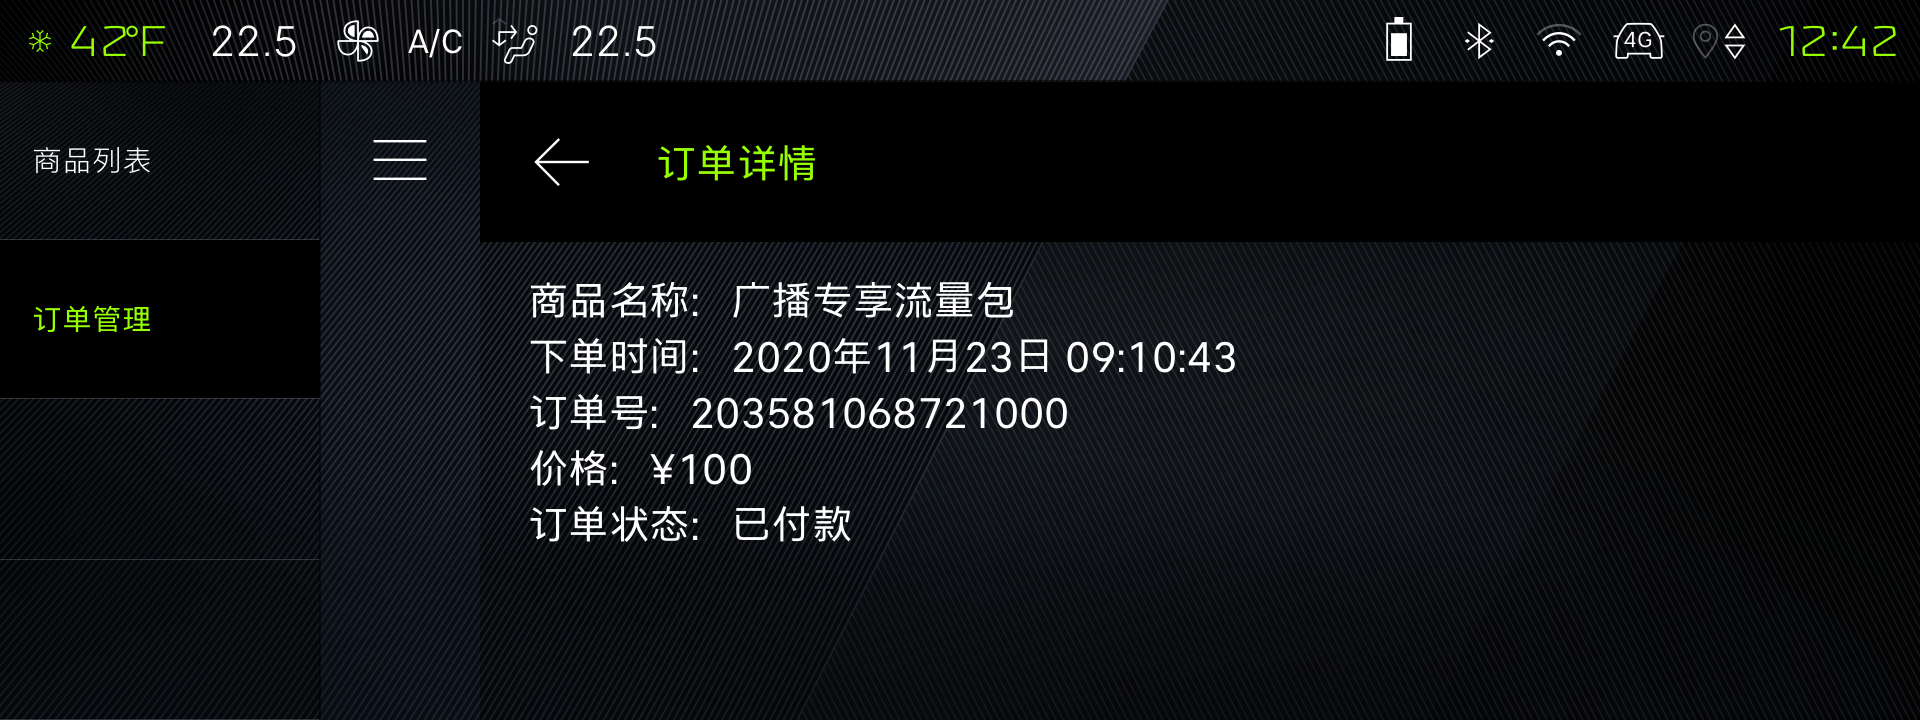 42°F 22.5 A/C 22.5 4G 12:42
商品列表
订单管理
订单详情
商品名称: 广播专享流量包
下单时间: 2020年11月23日 09:10:43
订单号: 203581068721000
价格: ¥100
订单状态: 已付款